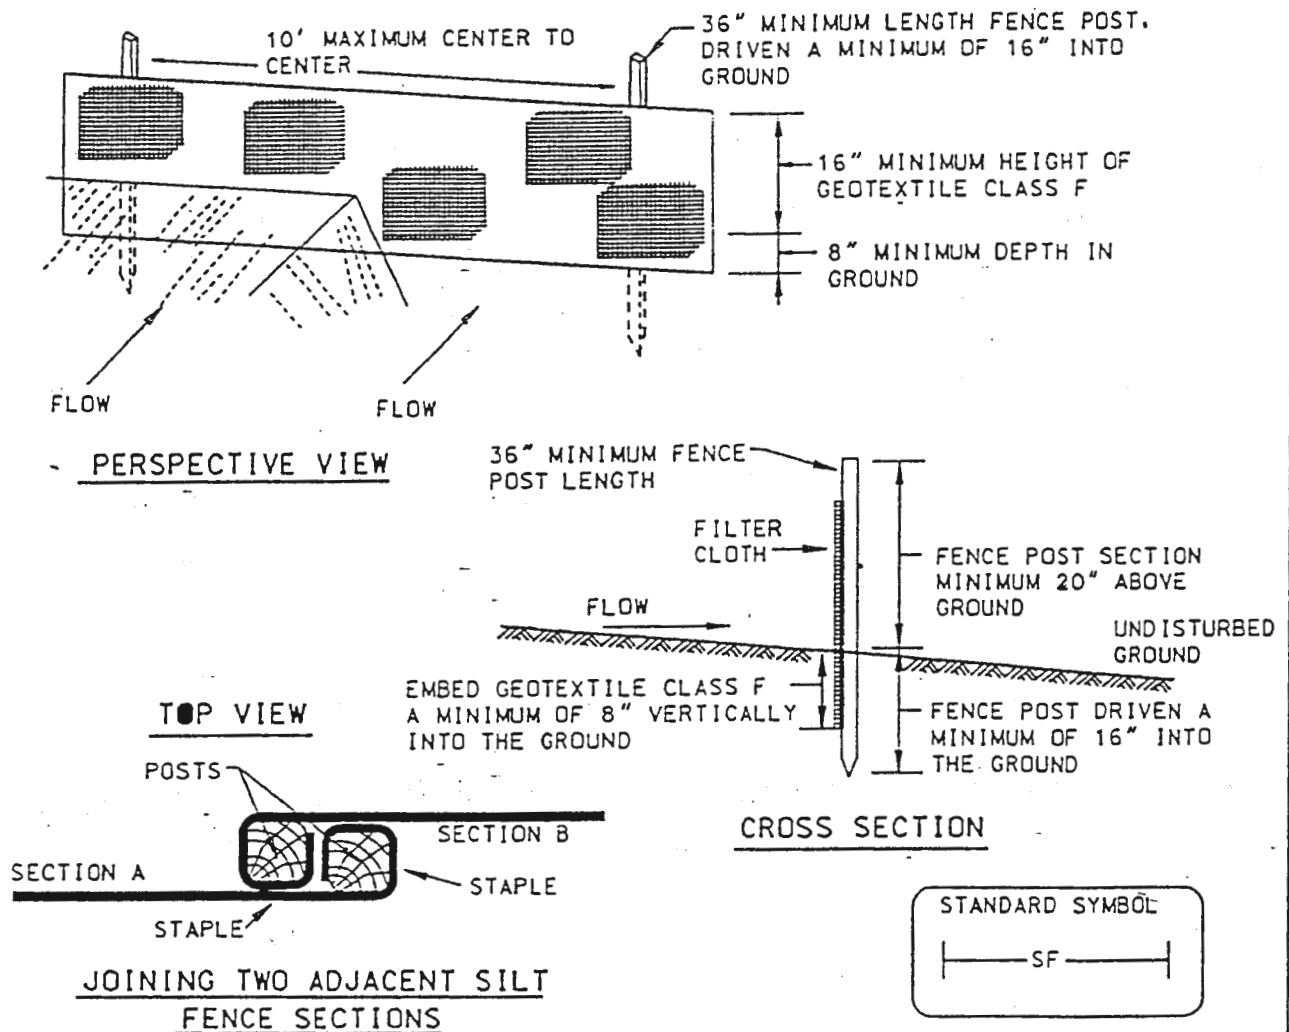 10' MAXIMUM CENTER TO
CENTER
36" MINIMUM LENGTH FENCE POST,
DRIVEN A MINIMUM OF 16" INTO
GROUND
16" MINIMUM HEIGHT OF
GEOTEXTILE CLASS F
8" MINIMUM DEPTH IN
GROUND
FLOW
FLOW
PERSPECTIVE VIEW
36" MINIMUM FENCE
POST LENGTH
FILTER
CLOTH
FENCE POST SECTION
MINIMUM 20" ABOVE
GROUND
FLOW
UNDISTURBED
GROUND
EMBED GEOTEXTILE CLASS F
A MINIMUM OF 8" VERTICALLY
INTO THE GROUND
FENCE POST DRIVEN A
MINIMUM OF 16" INTO
THE GROUND
CROSS SECTION
TOP VIEW
POSTS
SECTION B
SECTION A
STAPLE
STAPLE
JOINING TWO ADJACENT SILT
FENCE SECTIONS
STANDARD SYMBOL
SF